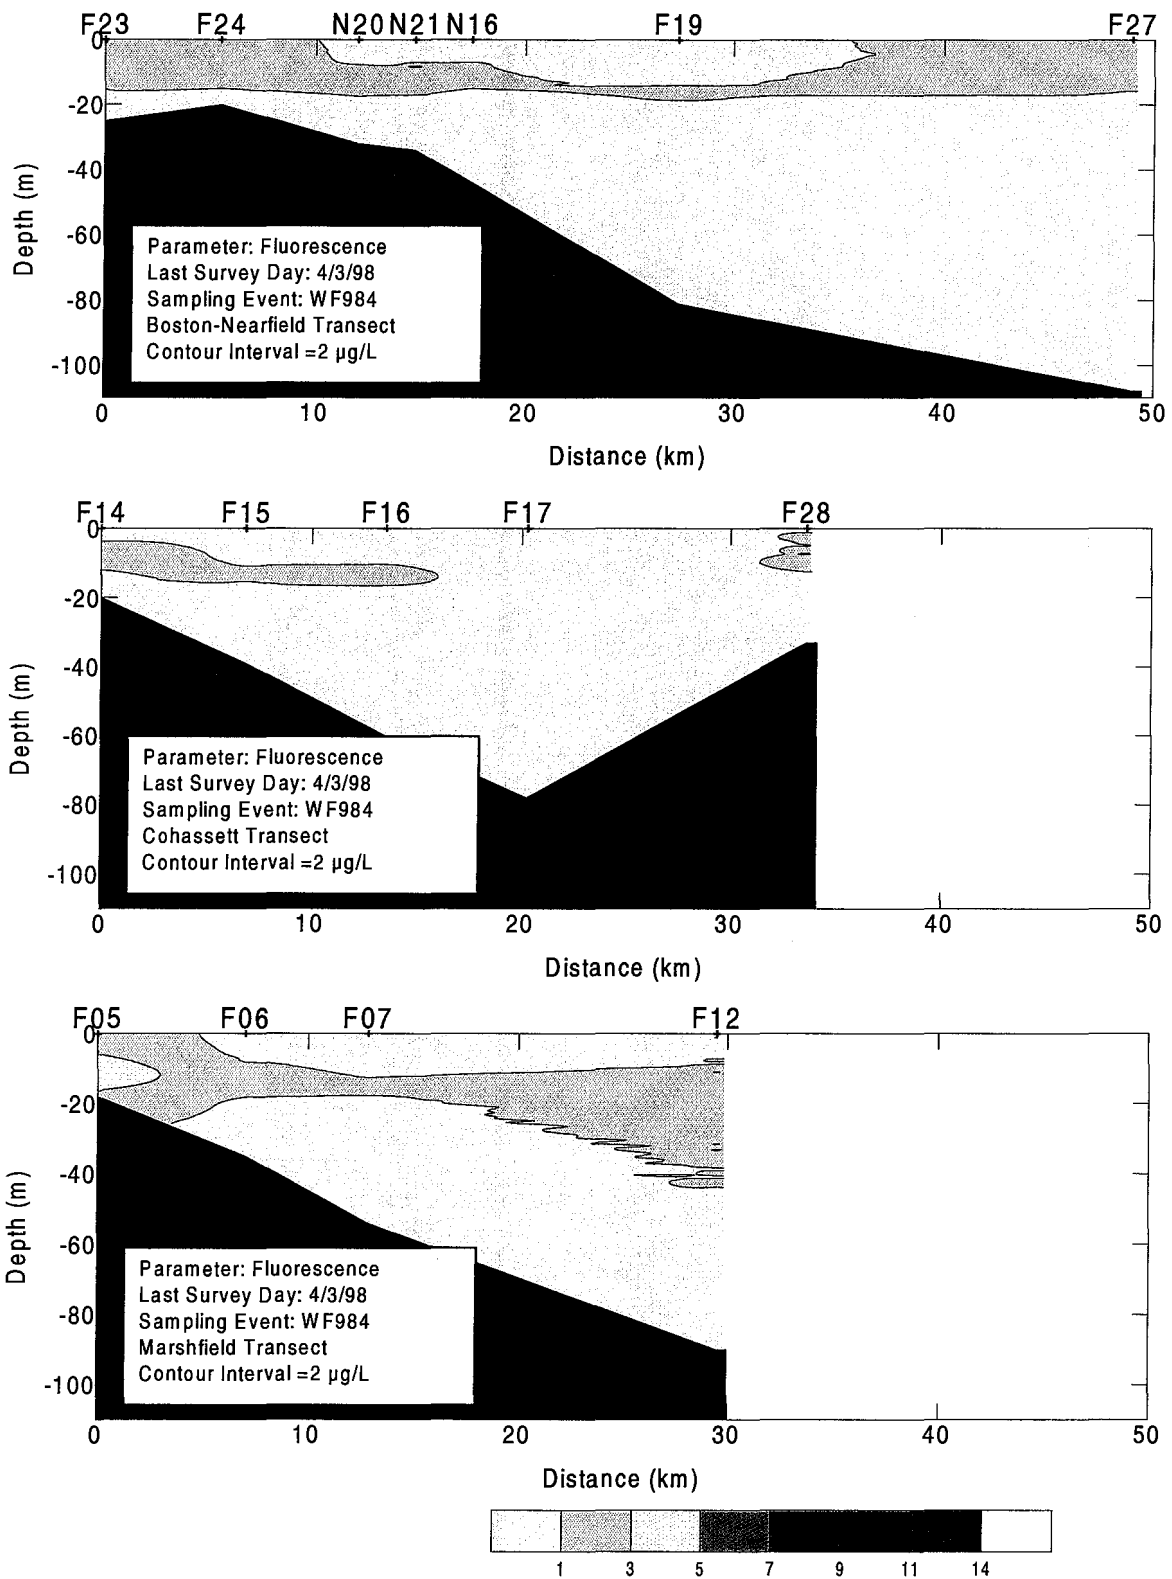 F23 F24 N20 N21 N16 F19 F27
0
-20
-40
-60
-80
-100
Depth (m)
Parameter: Fluorescence
Last Survey Day: 4/3/98
Sampling Event: WF984
Boston-Nearfield Transect
Contour Interval =2 µg/L
0 10 20 30 40 50
Distance (km)
F14 F15 F16 F17 F28
0
-20
-40
-60
-80
-100
Depth (m)
Parameter: Fluorescence
Last Survey Day: 4/3/98
Sampling Event: WF984
Cohassett Transect
Contour Interval =2 µg/L
0 10 20 30 40 50
Distance (km)
F05 F06 F07 F12
0
-20
-40
-60
-80
-100
Depth (m)
Parameter: Fluorescence
Last Survey Day: 4/3/98
Sampling Event: WF984
Marshfield Transect
Contour Interval =2 µg/L
0 10 20 30 40 50
Distance (km)
1 3 5 7 9 11 14